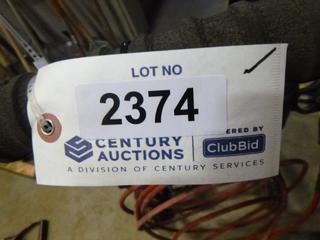 LOT NO
2374
CENTURY ERED BY
AUCTIONS ClubBid
A DIVISION OF CENTURY SERVICES